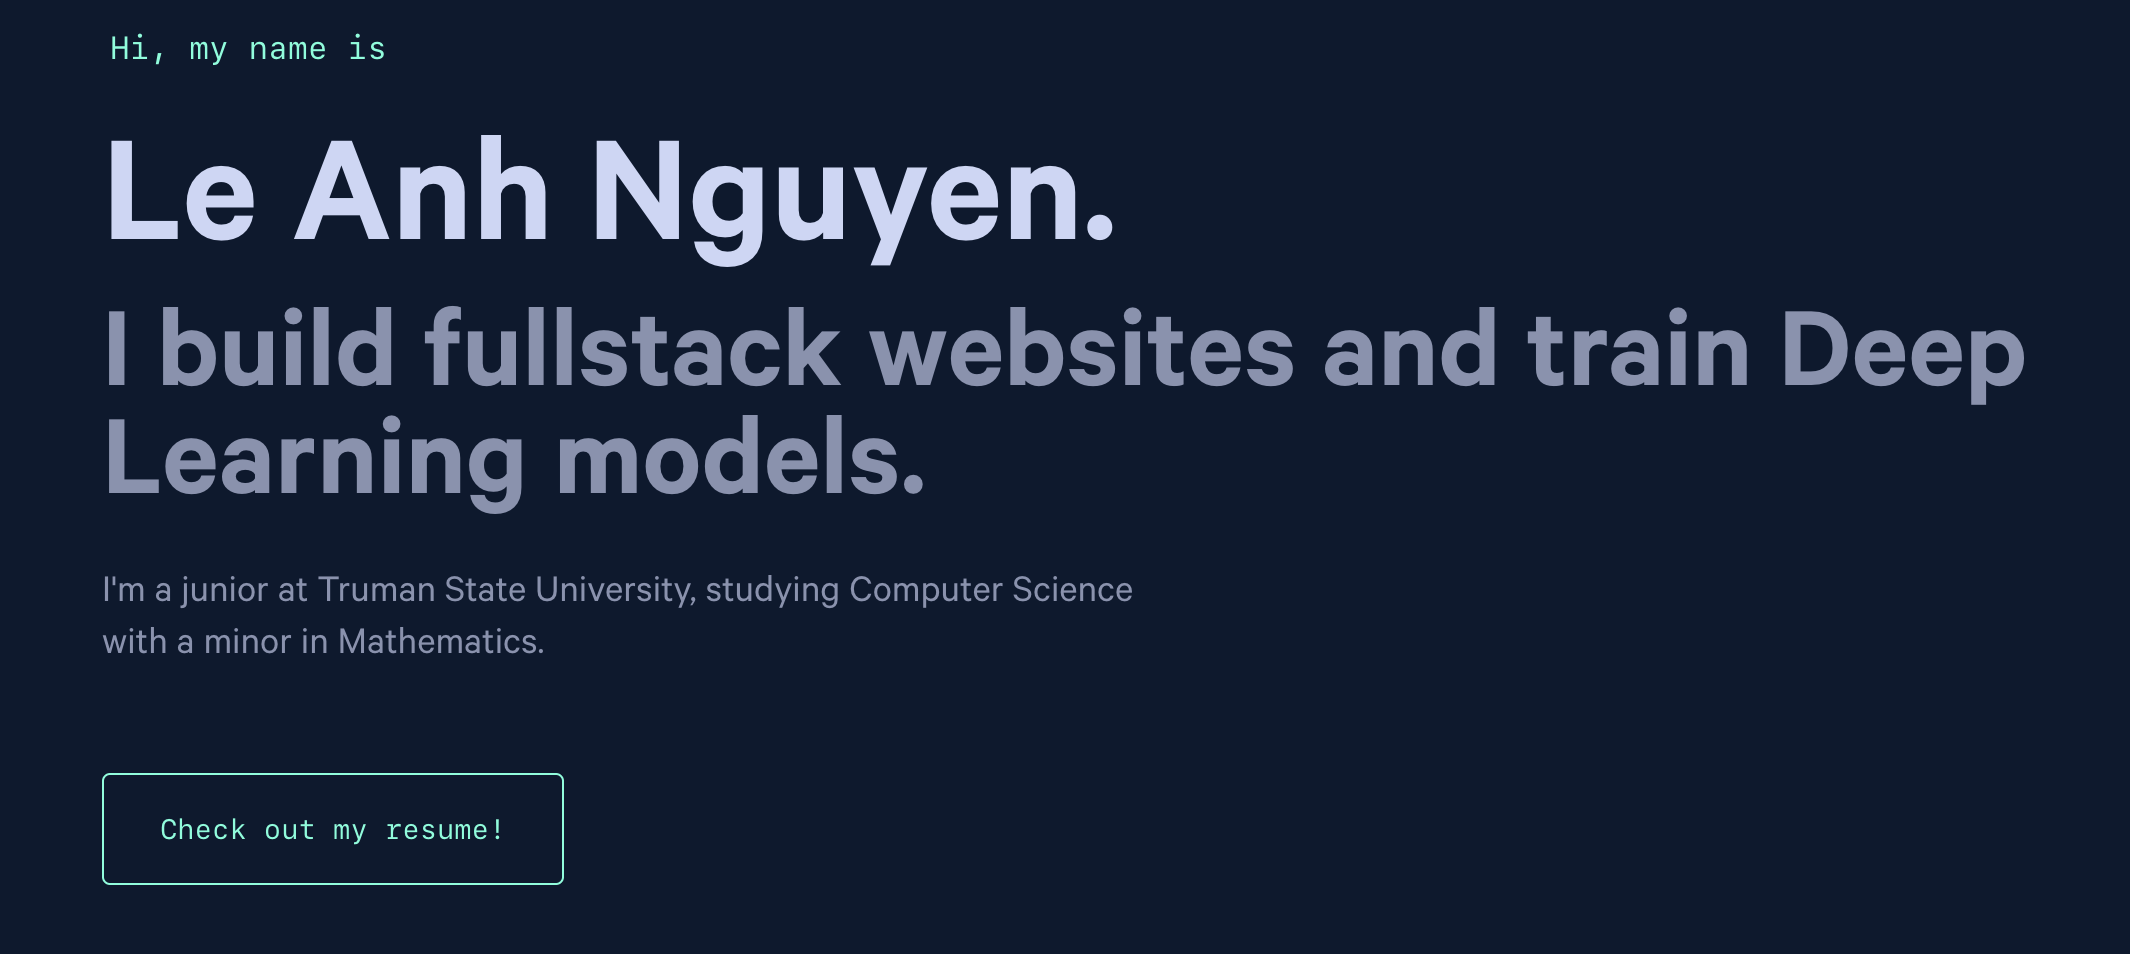 Hi, my name is
Le Anh Nguyen.
I build fullstack websites and train Deep
Learning models.
I'm a junior at Truman State University, studying Computer Science
with a minor in Mathematics.
Check out my resume!